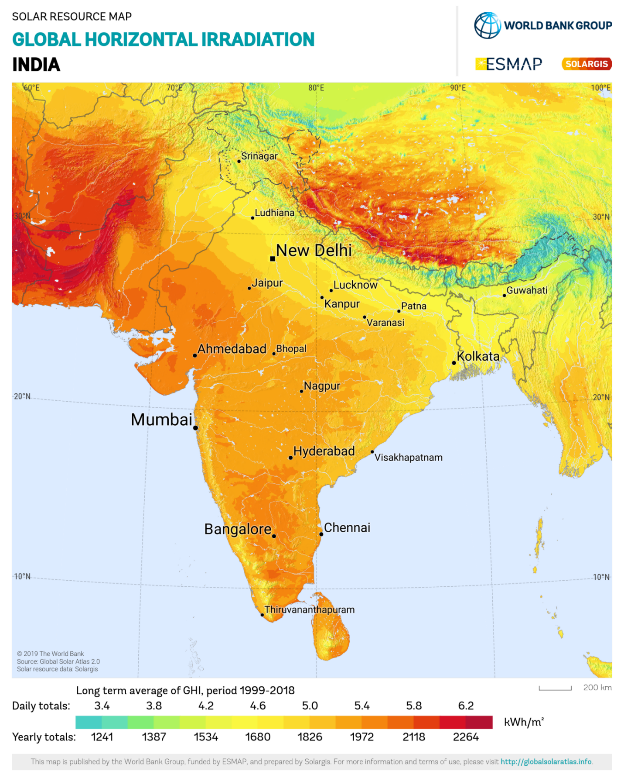 SOLAR RESOURCE MAP
GLOBAL HORIZONTAL IRRADIATION
INDIA
WORLD BANK GROUP
ESMAP
SOLARGIS
60°E 70°E 80°E 90°E 100°E
Srinagar
30°N Ludhiana 30°N
New Delhi
Jaipur
Lucknow
Guwahati
Kanpur
Patna
Varanasi
Ahmedabad
Bhopal
Kolkata
Nagpur
20°N 20°N
Mumbai
Hyderabad
Visakhapatnam
Bangalore
Chennai
10°N 10°N
Thiruvananthapuram
© 2019 The World Bank
Source: Global Solar Atlas 2.0
Solar resource data: Solargis
Long term average of GHI, period 1999-2018
200 km
Daily totals: 3.4 3.8 4.2 4.6 5.0 5.4 5.8 6.2
kWh/m²
Yearly totals: 1241 1387 1534 1680 1826 1972 2118 2264
This map is published by the World Bank Group, funded by ESMAP, and prepared by Solargis. For more information and terms of use, please visit http://globalsolaratlas.info.